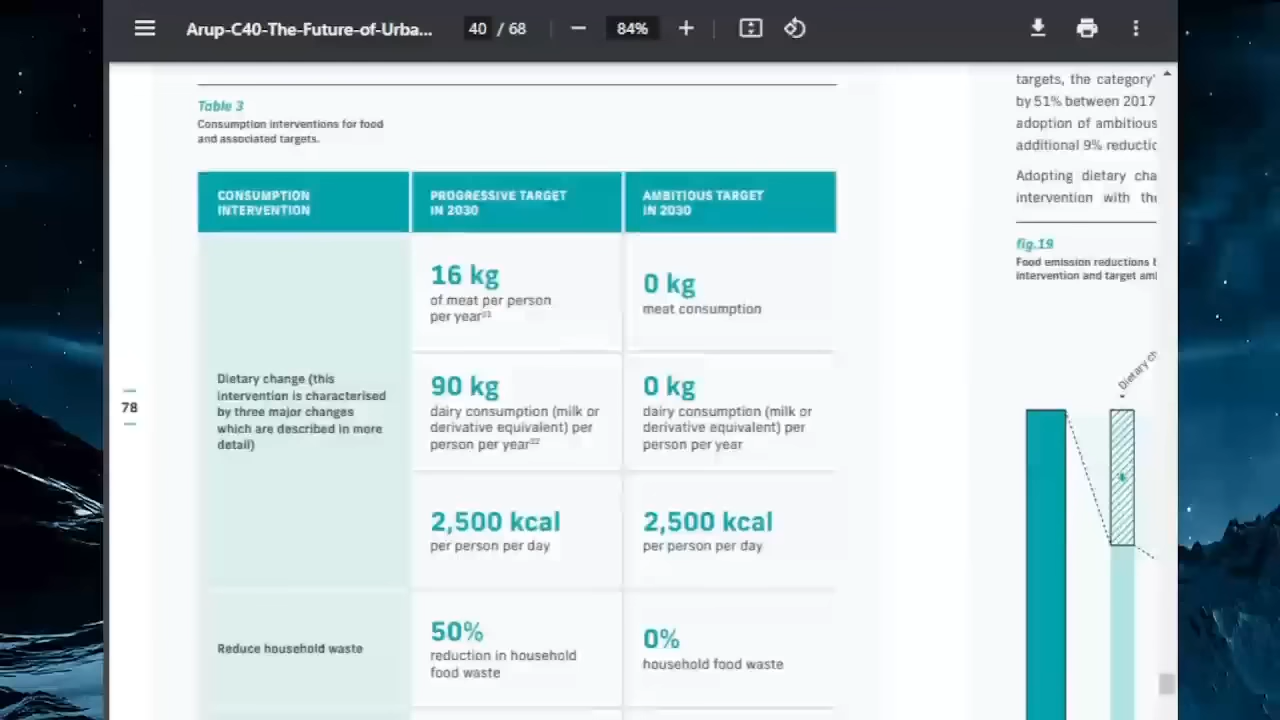 Arup-C40-The-Future-of-Urba...
40 / 68
84%
Table 3
Consumption interventions for food
and associated targets.
CONSUMPTION
INTERVENTION
PROGRESSIVE TARGET
IN 2030
AMBITIOUS TARGET
IN 2030
Dietary change (this
intervention is characterised
by three major changes
which are described in more
detail)
16 kg
of meat per person
per year
0 kg
meat consumption
90 kg
dairy consumption (milk or
derivative equivalent) per
person per year
0 kg
dairy consumption (milk or
derivative equivalent) per
person per year
2,500 kcal
per person per day
2,500 kcal
per person per day
Reduce household waste
50%
reduction in household
food waste
0%
household food waste
78
targets, the category'
by 51% between 2017
adoption of ambitious
additional 9% reductic
Adopting dietary cha
intervention with the
fig.19
Food emission reductions b
intervention and target am
Dietary ch